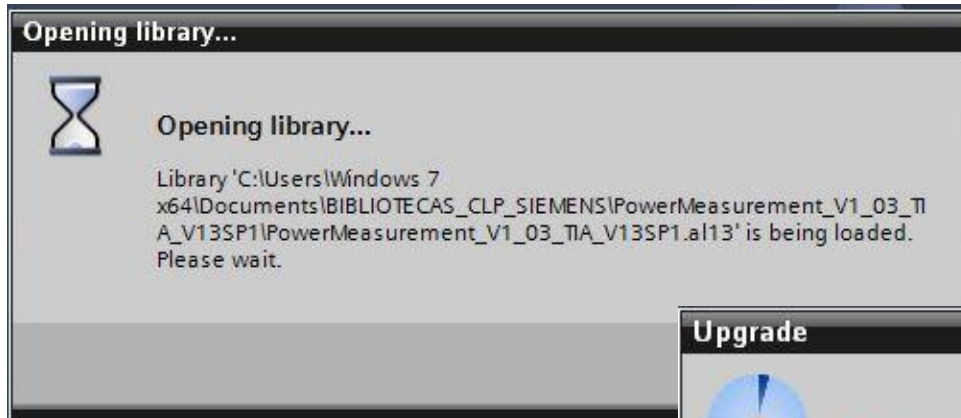 Opening library...
Opening library...
Library 'C:\Users\Windows 7
x64\Documents\BIBLIOTECAS_CLP_SIEMENS\PowerMeasurement_V1_03_TI
A_V13SP1\PowerMeasurement_V1_03_TIA_V13SP1.al13' is being loaded.
Please wait.
Upgrade